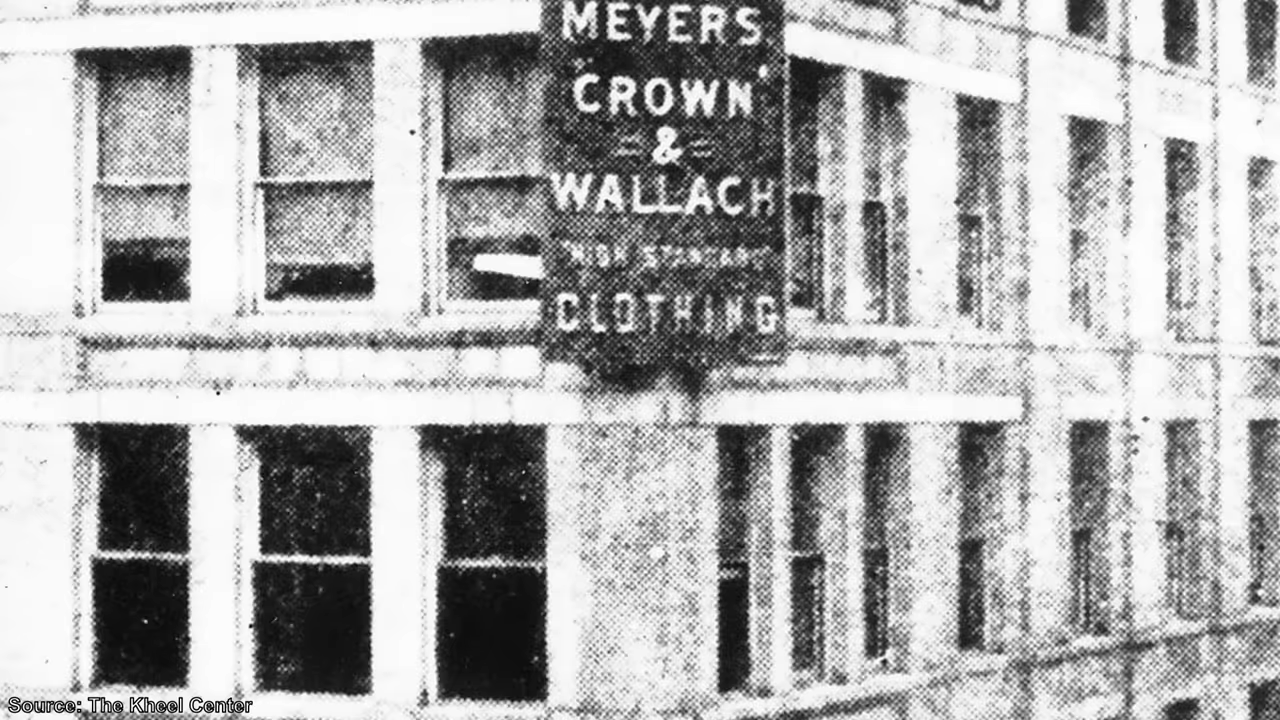 MEYERS
"CROWN"
=&=
WALLACH
"HIGH STANDARD"
CLOTHING
Source: The Kheel Center